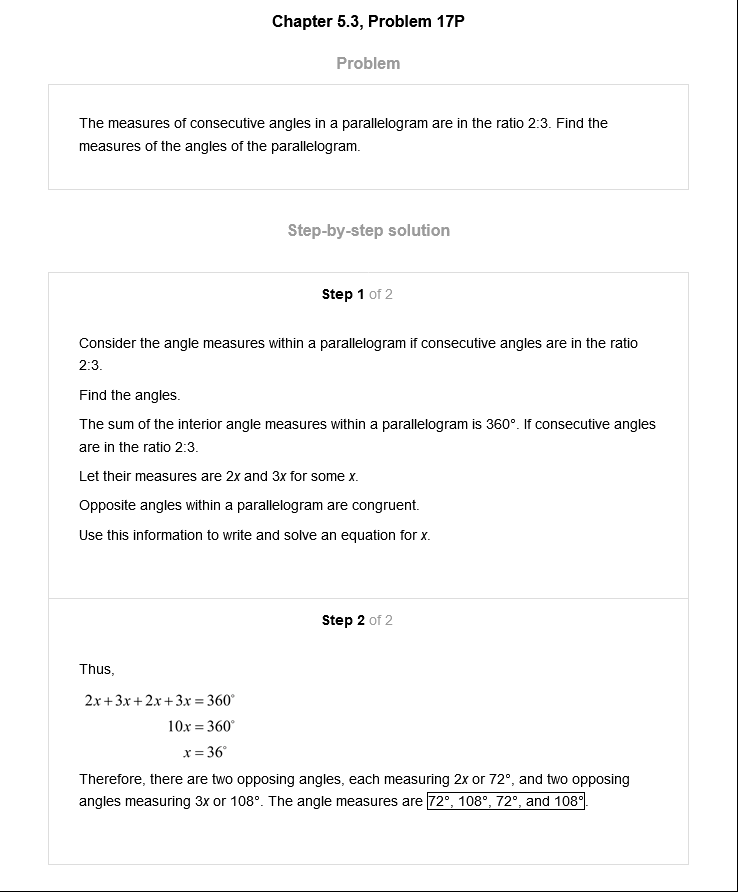 Chapter 5.3, Problem 17P
Problem
The measures of consecutive angles in a parallelogram are in the ratio 2:3. Find the
measures of the angles of the parallelogram.
Step-by-step solution
Step 1 of 2
Consider the angle measures within a parallelogram if consecutive angles are in the ratio
2:3.
Find the angles.
The sum of the interior angle measures within a parallelogram is 360°. If consecutive angles
are in the ratio 2:3.
Let their measures are 2x and 3x for some x.
Opposite angles within a parallelogram are congruent.
Use this information to write and solve an equation for x.
Step 2 of 2
Thus,
2x+3x+2x+3x=360°
10x=360°
x=36°
Therefore, there are two opposing angles, each measuring 2x or 72°, and two opposing
angles measuring 3x or 108°. The angle measures are 72°, 108°, 72°, and 108°.